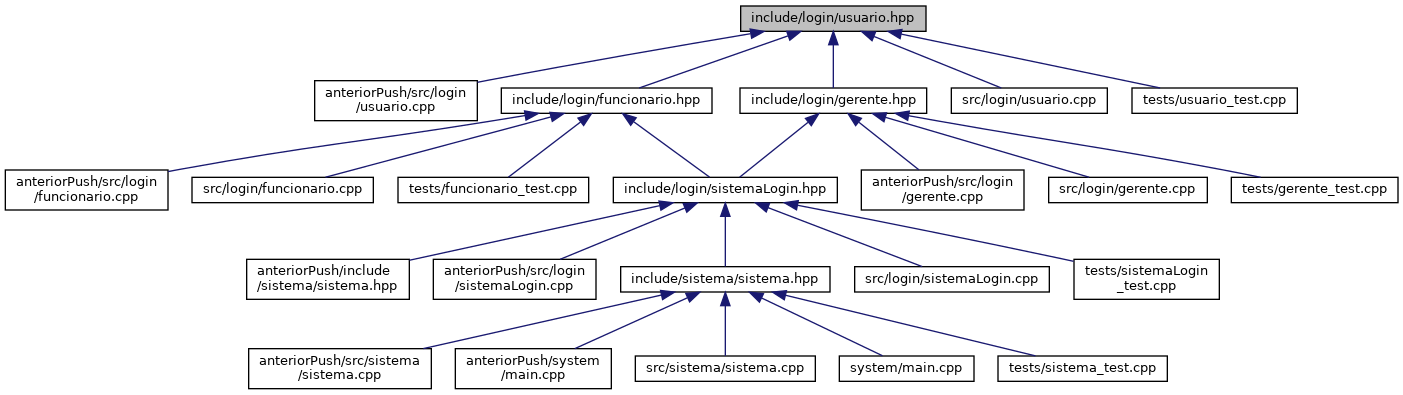 include/login/usuario.hpp
anteriorPush/src/login
/usuario.cpp
include/login/funcionario.hpp
include/login/gerente.hpp
src/login/usuario.cpp
tests/usuario_test.cpp
anteriorPush/src/login
/funcionario.cpp
src/login/funcionario.cpp
tests/funcionario_test.cpp
include/login/sistemaLogin.hpp
anteriorPush/src/login
/gerente.cpp
src/login/gerente.cpp
tests/gerente_test.cpp
anteriorPush/include
/sistema/sistema.hpp
anteriorPush/src/login
/sistemaLogin.cpp
include/sistema/sistema.hpp
src/login/sistemaLogin.cpp
tests/sistemaLogin
_test.cpp
anteriorPush/src/sistema
/sistema.cpp
anteriorPush/system
/main.cpp
src/sistema/sistema.cpp
system/main.cpp
tests/sistema_test.cpp